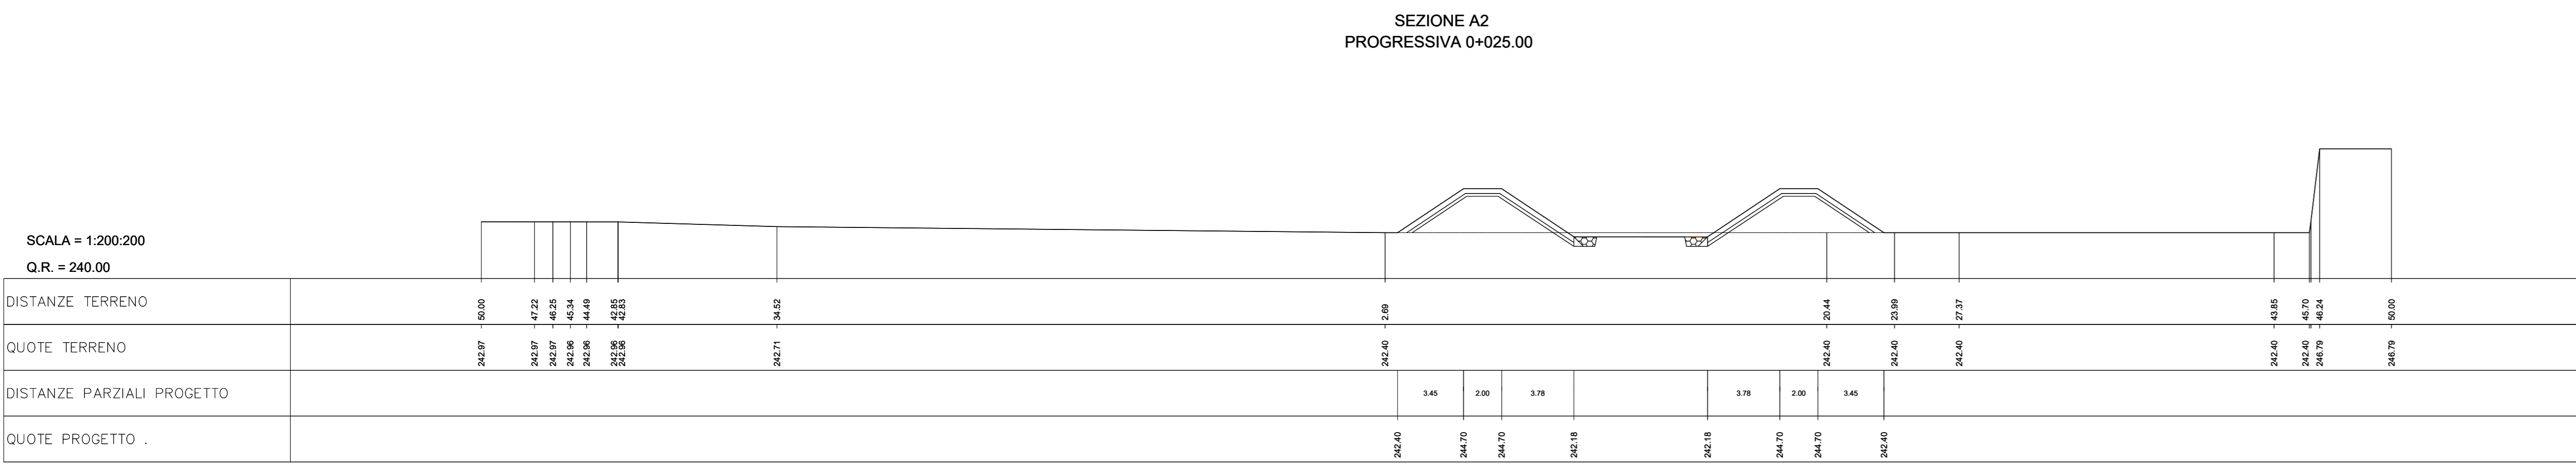 SEZIONE A2
PROGRESSIVA 0+025.00
SCALA = 1:200:200
Q.R. = 240.00
DISTANZE TERRENO 50.00 47.22 46.25 45.34 44.49 42.85 42.83 34.52 2.69 20.44 23.99 27.37 43.85 45.70 46.24 50.00
QUOTE TERRENO 242.97 242.97 242.97 242.96 242.96 242.96 242.96 242.71 242.40 242.40 242.40 242.40 242.40 242.40 246.79 246.79
DISTANZE PARZIALI PROGETTO 3.45 2.00 3.78 3.78 2.00 3.45
QUOTE PROGETTO . 242.40 244.70 244.70 242.18 242.18 244.70 244.70 242.40